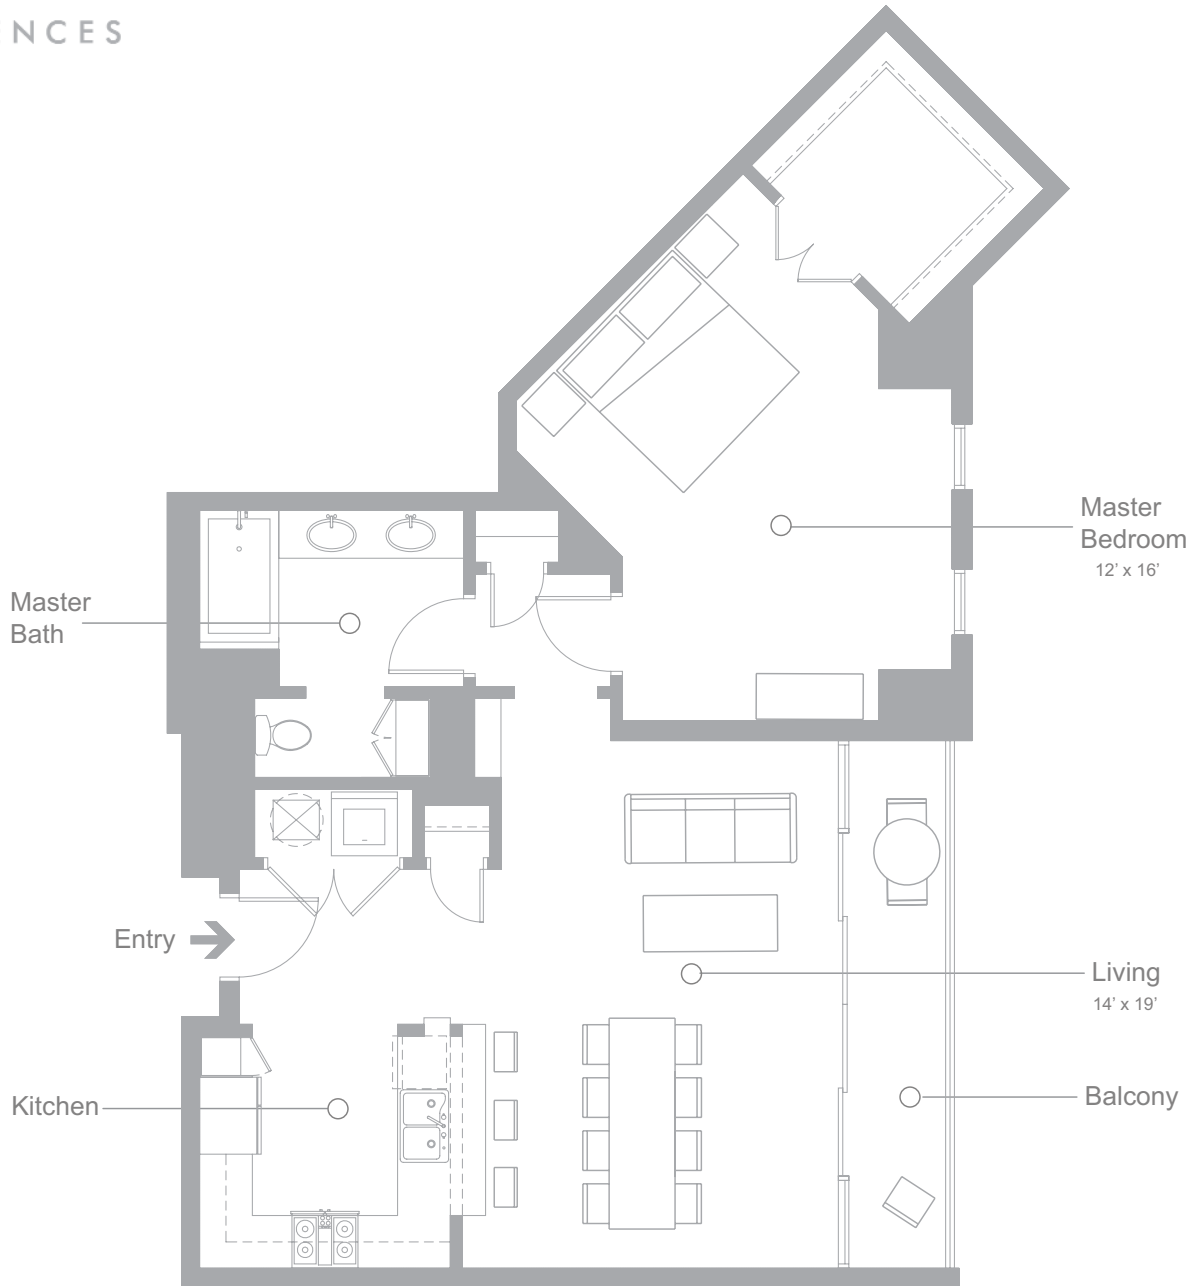 NCES
Master
Bedroom
12’ x 16’
Master
Bath
Entry
Living
14’ x 19’
Kitchen
Balcony